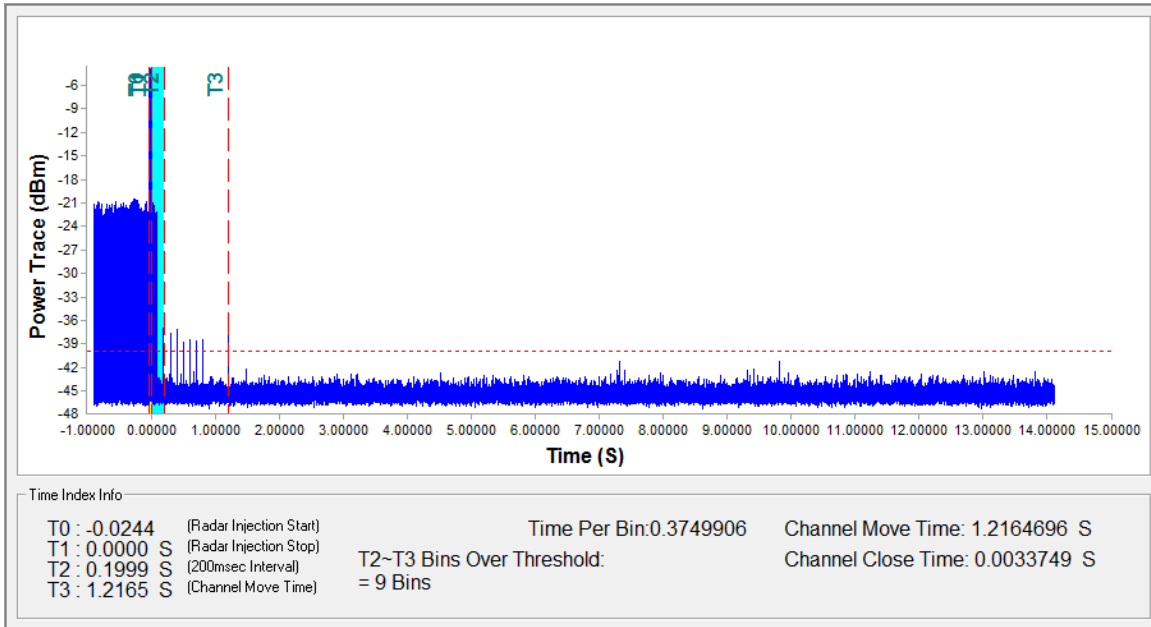 T0 T2 T3
-6
-9
-12
-15
-18
-21
-24
-27
-30
-33
-36
-39
-42
-45
-48
Power Trace (dBm)
-1.00000 0.00000 1.00000 2.00000 3.00000 4.00000 5.00000 6.00000 7.00000 8.00000 9.00000 10.00000 11.00000 12.00000 13.00000 14.00000 15.00000
Time (S)
Time Index Info
T0 : -0.0244 (Radar Injection Start)
T1 : 0.0000 S (Radar Injection Stop)
T2 : 0.1999 S (200msec Interval)
T3 : 1.2165 S (Channel Move Time)
Time Per Bin:0.3749906
T2~T3 Bins Over Threshold:
= 9 Bins
Channel Move Time: 1.2164696 S
Channel Close Time: 0.0033749 S